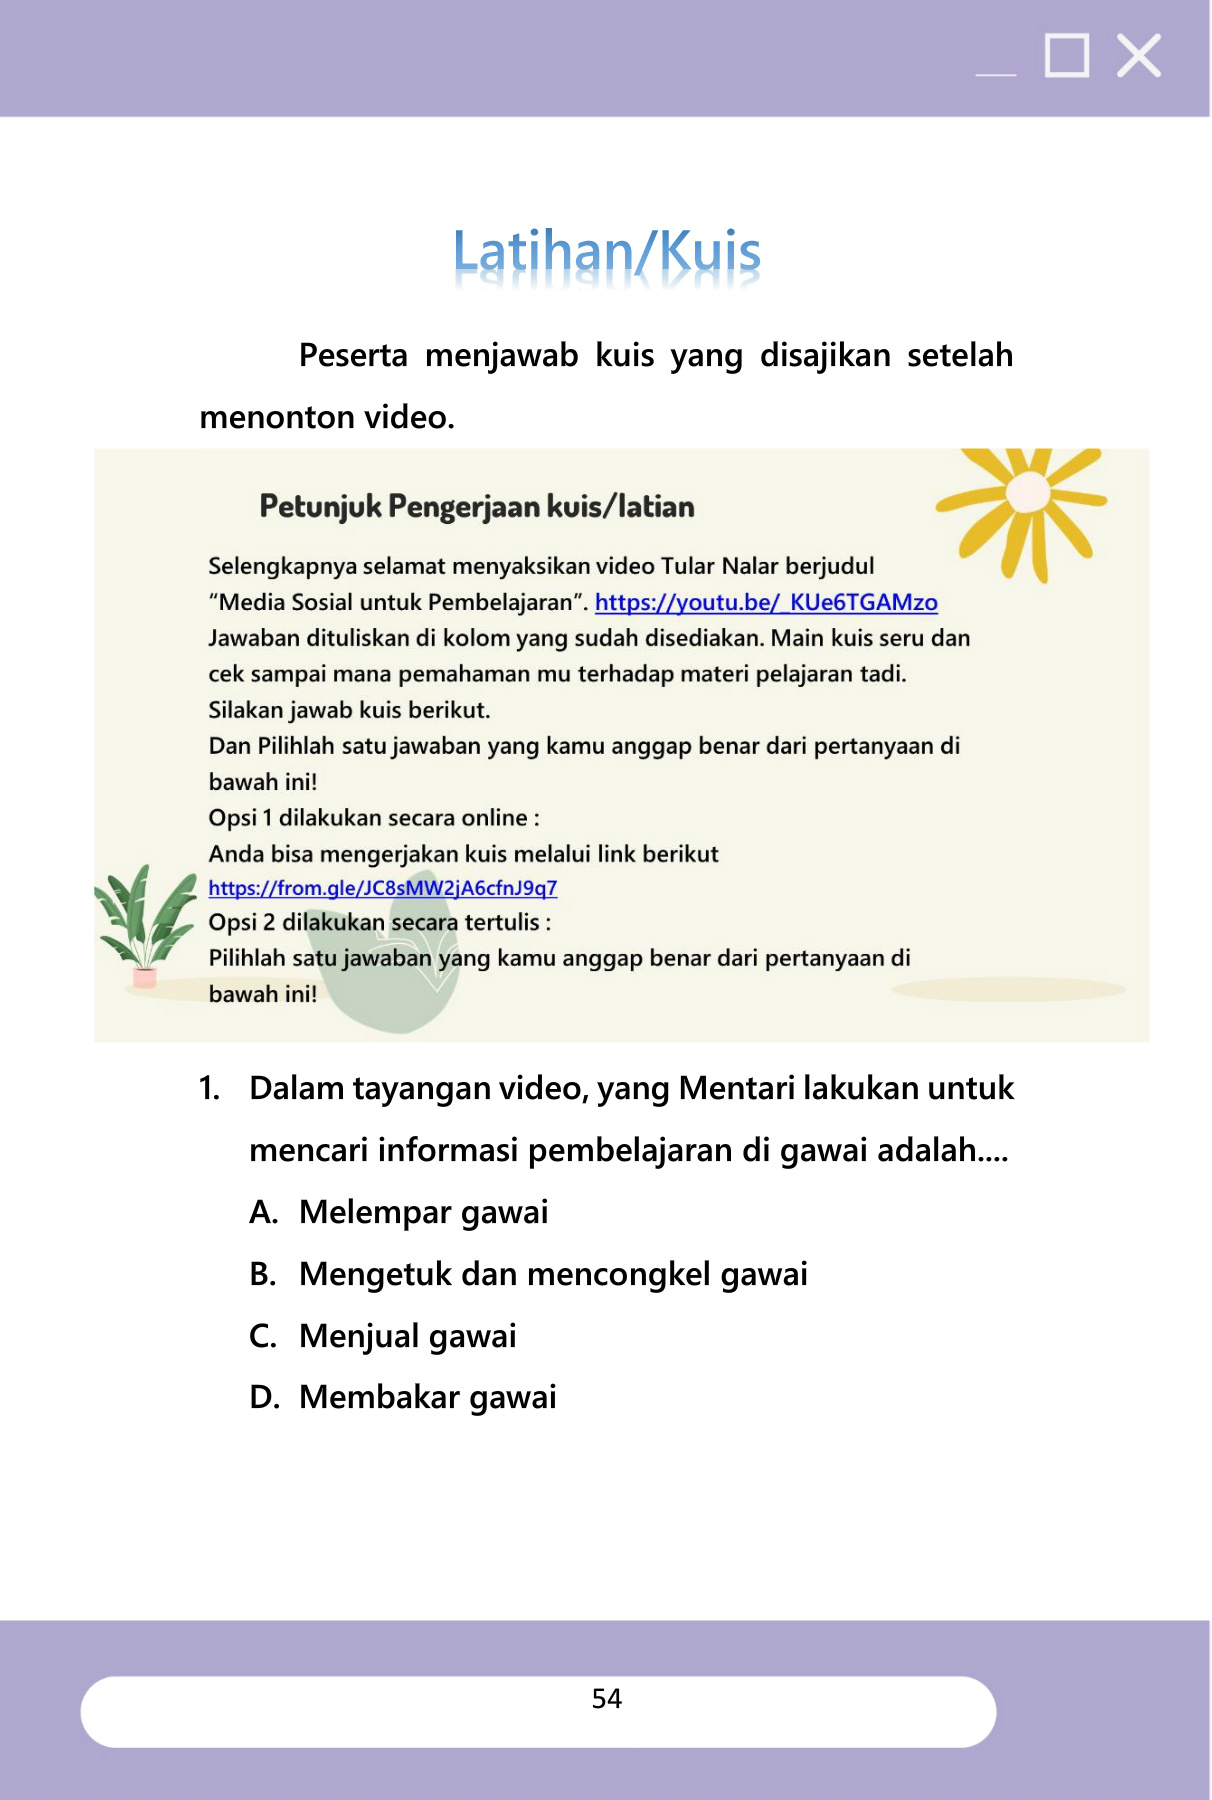 Latihan/Kuis
Peserta menjawab kuis yang disajikan setelah
menonton video.
Petunjuk Pengerjaan kuis/latian
Selengkapnya selamat menyaksikan video Tular Nalar berjudul
“Media Sosial untuk Pembelajaran”. https://youtu.be/_KUe6TGAMzo
Jawaban dituliskan di kolom yang sudah disediakan. Main kuis seru dan
cek sampai mana pemahaman mu terhadap materi pelajaran tadi.
Silakan jawab kuis berikut.
Dan Pilihlah satu jawaban yang kamu anggap benar dari pertanyaan di
bawah ini!
Opsi 1 dilakukan secara online :
Anda bisa mengerjakan kuis melalui link berikut
https://from.gle/JC8sMW2jA6cfnJ9q7
Opsi 2 dilakukan secara tertulis :
Pilihlah satu jawaban yang kamu anggap benar dari pertanyaan di
bawah ini!
1. Dalam tayangan video, yang Mentari lakukan untuk
mencari informasi pembelajaran di gawai adalah....
A. Melempar gawai
B. Mengetuk dan mencongkel gawai
C. Menjual gawai
D. Membakar gawai
54